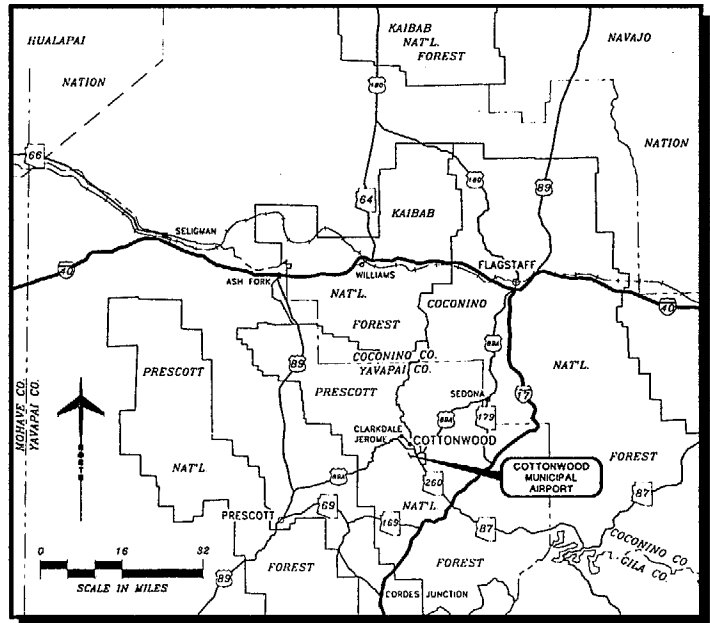 HUALAPAI
NATION
KAIBAB
NAT'L.
FOREST
NAVAJO
NATION
180
66
64
180
89
KAIBAB
SELIGMAN
40
ASH FORK
WILLIAMS
FLAGSTAFF
40
NAT'L.
FOREST
COCONINO
89A
89
COCONINO CO.
YAVAPAI CO.
PRESCOTT
PRESCOTT
NAT'L.
17
SEDONA
179
89A
MOHAVE CO.
YAVAPAI CO.
NORTH
CLARKDALE
JEROME
COTTONWOOD
COTTONWOOD
MUNICIPAL
AIRPORT
FOREST
NAT'L
89A
260
NAT'L
87
PRESCOTT
69
169
87
COCONINO CO.
GILA CO.
0 16 32
SCALE IN MILES
89
FOREST
FOREST
CORDES JUNCTION